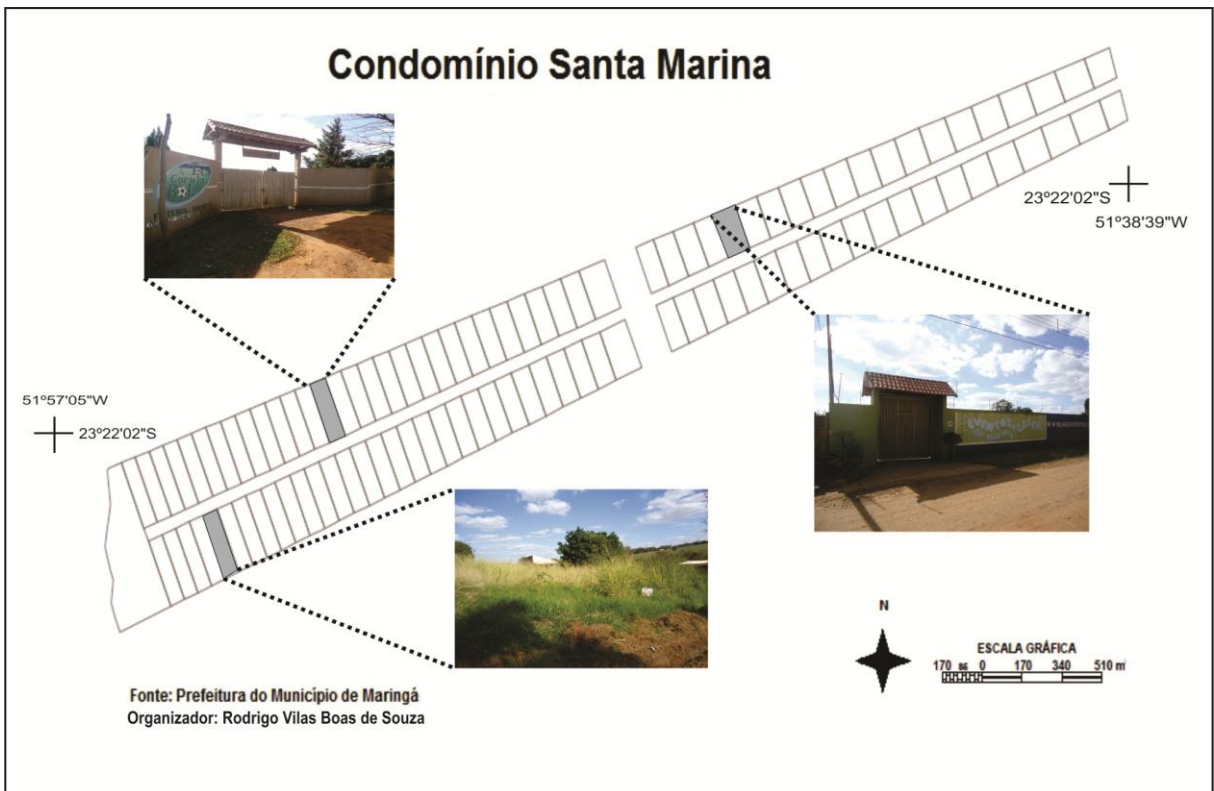 Condomínio Santa Marina
23º22'02"S
51º38'39"W
51º57'05"W
23º22'02"S
N
ESCALA GRÁFICA
170 86 0 170 340 510 m
Fonte: Prefeitura do Município de Maringá
Organizador: Rodrigo Vilas Boas de Souza